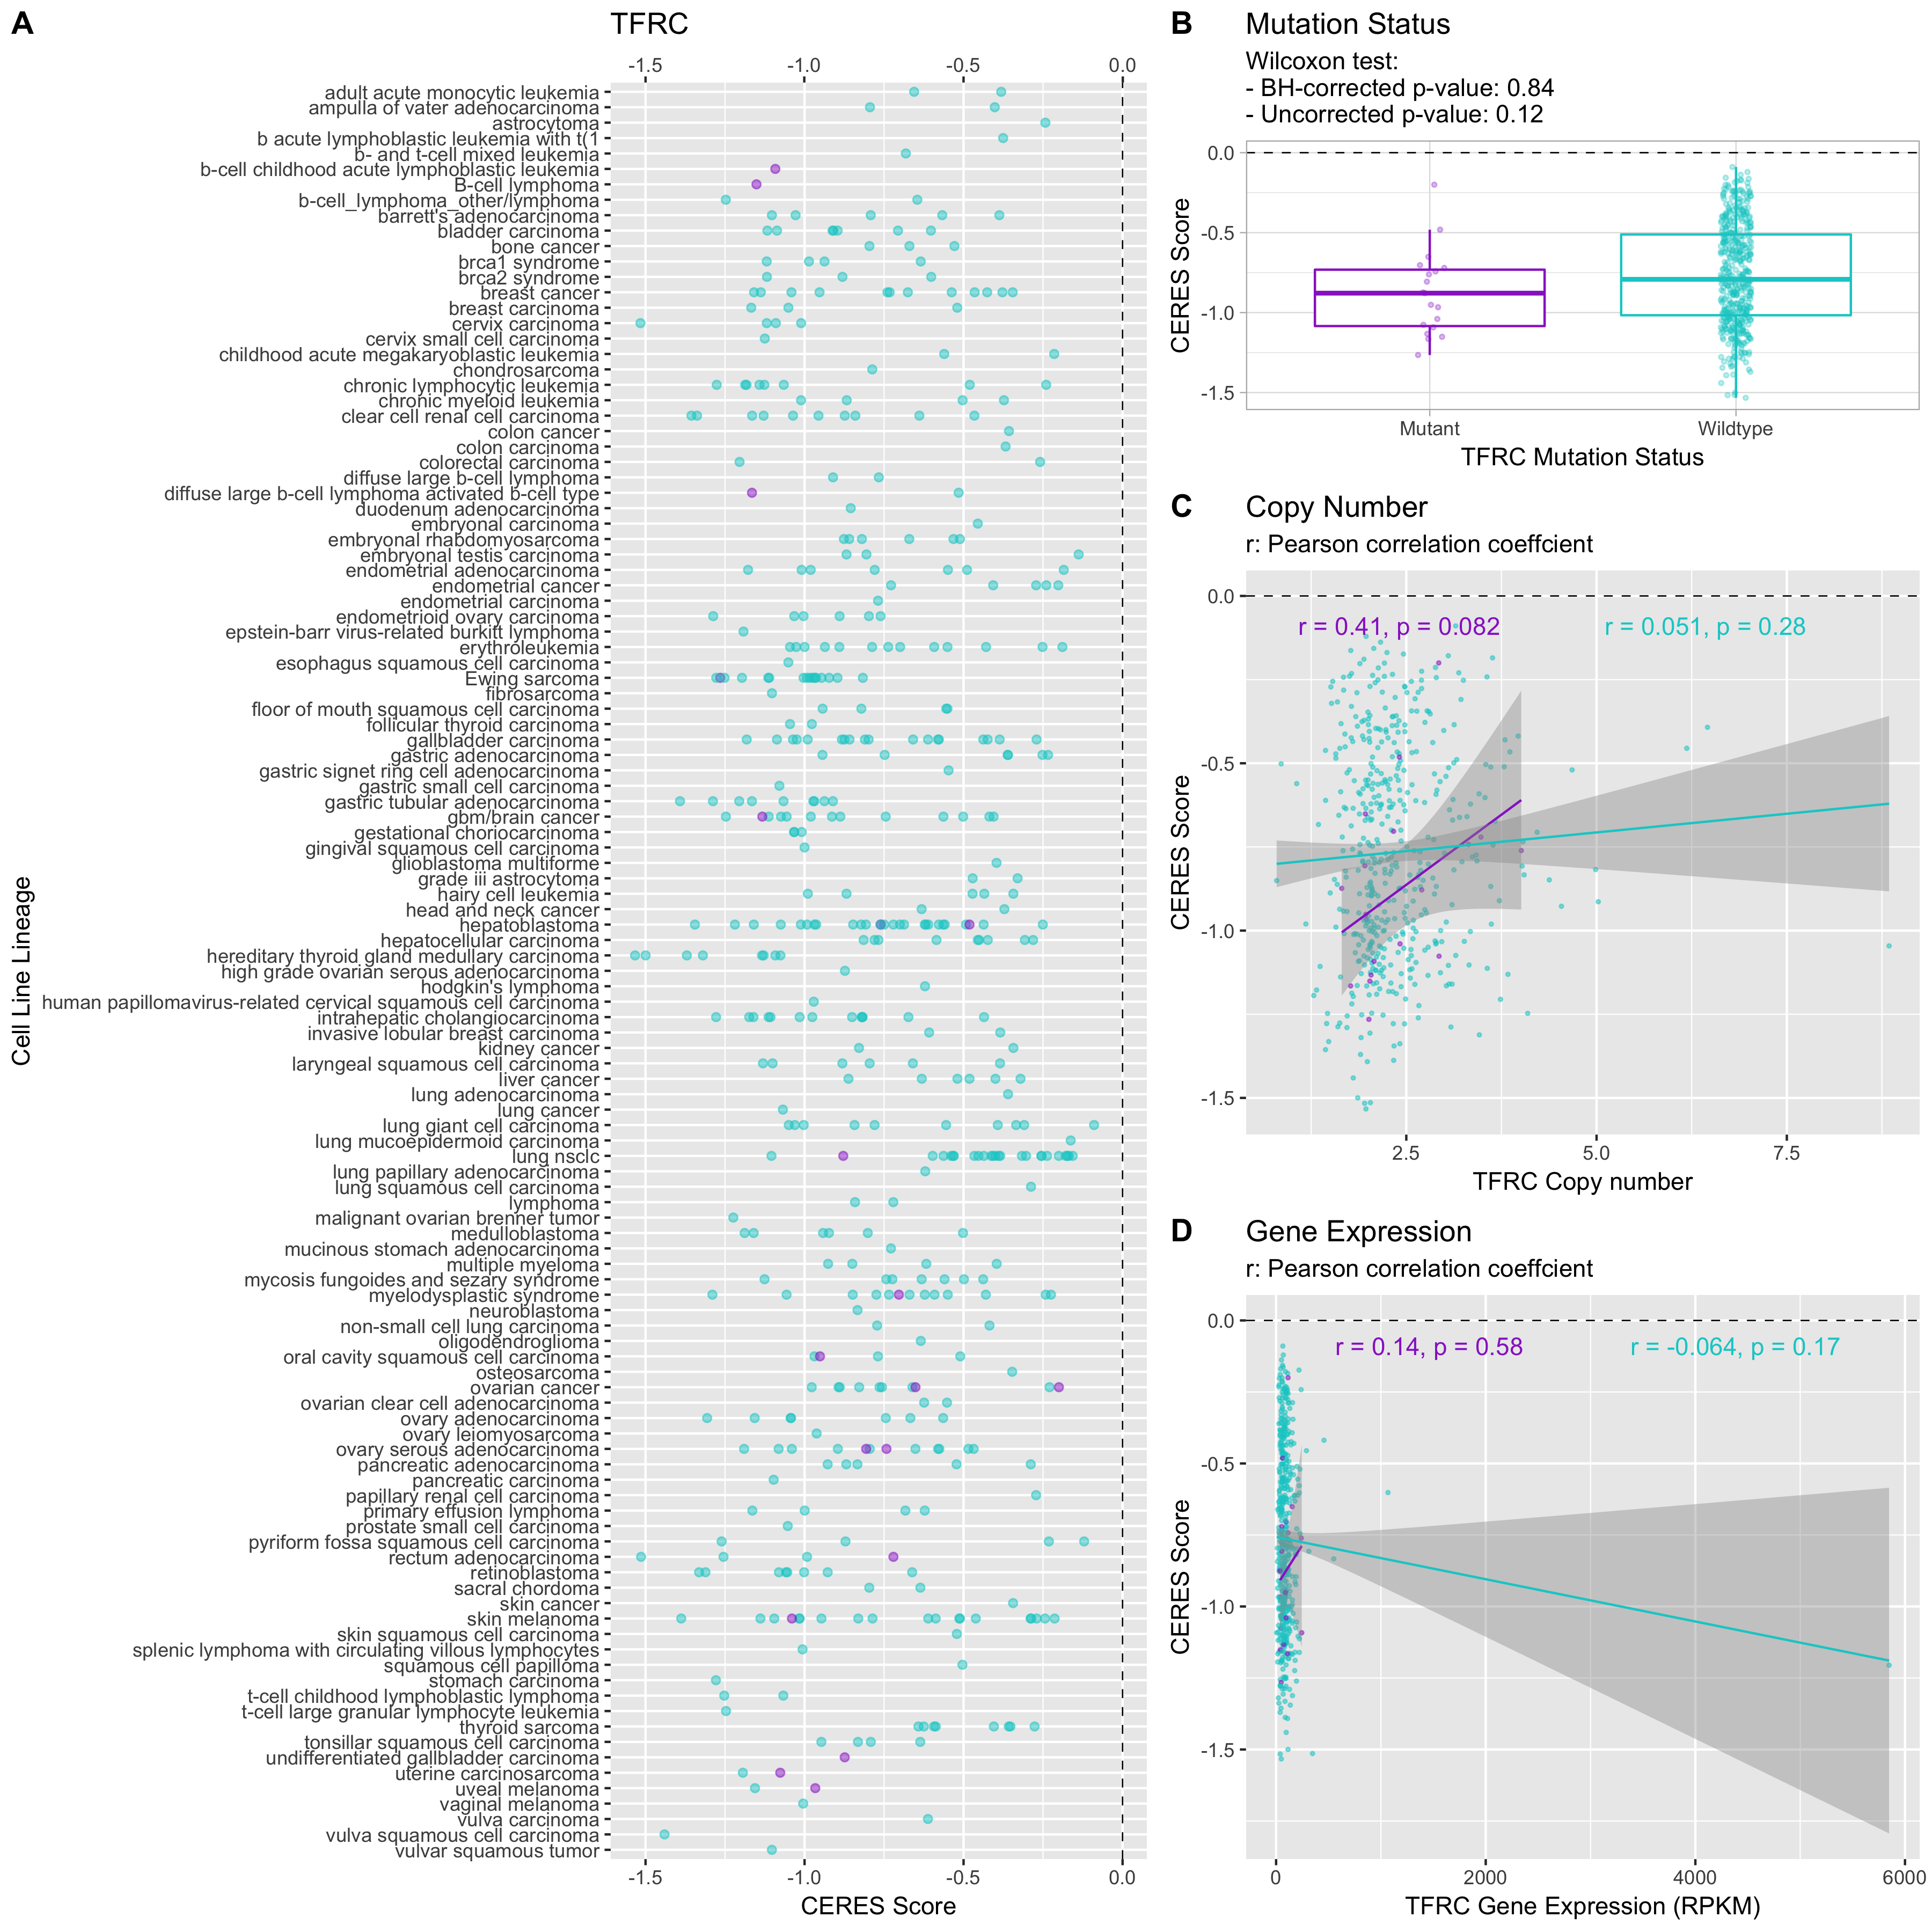 A
TFRC
-1.5 -1.0 -0.5 0.0
Cell Line Lineage
adult acute monocytic leukemia
ampulla of vater adenocarcinoma
astrocytoma
b acute lymphoblastic leukemia with t(1
b- and t-cell mixed leukemia
b-cell childhood acute lymphoblastic leukemia
B-cell lymphoma
b-cell_lymphoma_other/lymphoma
barrett's adenocarcinoma
bladder carcinoma
bone cancer
brca1 syndrome
brca2 syndrome
breast cancer
breast carcinoma
cervix carcinoma
cervix small cell carcinoma
childhood acute megakaryoblastic leukemia
chondrosarcoma
chronic lymphocytic leukemia
chronic myeloid leukemia
clear cell renal cell carcinoma
colon cancer
colon carcinoma
colorectal carcinoma
diffuse large b-cell lymphoma
diffuse large b-cell lymphoma activated b-cell type
duodenum adenocarcinoma
embryonal carcinoma
embryonal rhabdomyosarcoma
embryonal testis carcinoma
endometrial adenocarcinoma
endometrial cancer
endometrial carcinoma
endometrioid ovary carcinoma
epstein-barr virus-related burkitt lymphoma
erythroleukemia
esophagus squamous cell carcinoma
Ewing sarcoma
fibrosarcoma
floor of mouth squamous cell carcinoma
follicular thyroid carcinoma
gallbladder carcinoma
gastric adenocarcinoma
gastric signet ring cell adenocarcinoma
gastric small cell carcinoma
gastric tubular adenocarcinoma
gbm/brain cancer
gestational choriocarcinoma
gingival squamous cell carcinoma
glioblastoma multiforme
grade iii astrocytoma
hairy cell leukemia
head and neck cancer
hepatoblastoma
hepatocellular carcinoma
hereditary thyroid gland medullary carcinoma
high grade ovarian serous adenocarcinoma
hodgkin's lymphoma
human papillomavirus-related cervical squamous cell carcinoma
intrahepatic cholangiocarcinoma
invasive lobular breast carcinoma
kidney cancer
laryngeal squamous cell carcinoma
liver cancer
lung adenocarcinoma
lung cancer
lung giant cell carcinoma
lung mucoepidermoid carcinoma
lung nsclc
lung papillary adenocarcinoma
lung squamous cell carcinoma
lymphoma
malignant ovarian brenner tumor
medulloblastoma
mucinous stomach adenocarcinoma
multiple myeloma
mycosis fungoides and sezary syndrome
myelodysplastic syndrome
neuroblastoma
non-small cell lung carcinoma
oligodendroglioma
oral cavity squamous cell carcinoma
osteosarcoma
ovarian cancer
ovarian clear cell adenocarcinoma
ovary adenocarcinoma
ovary leiomyosarcoma
ovary serous adenocarcinoma
pancreatic adenocarcinoma
pancreatic carcinoma
papillary renal cell carcinoma
primary effusion lymphoma
prostate small cell carcinoma
pyriform fossa squamous cell carcinoma
rectum adenocarcinoma
retinoblastoma
sacral chordoma
skin cancer
skin melanoma
skin squamous cell carcinoma
splenic lymphoma with circulating villous lymphocytes
squamous cell papilloma
stomach carcinoma
t-cell childhood lymphoblastic lymphoma
t-cell large granular lymphocyte leukemia
thyroid sarcoma
tonsillar squamous cell carcinoma
undifferentiated gallbladder carcinoma
uterine carcinosarcoma
uveal melanoma
vaginal melanoma
vulva carcinoma
vulva squamous cell carcinoma
vulvar squamous tumor
-1.5 -1.0 -0.5 0.0
CERES Score
B
Mutation Status
Wilcoxon test:
- BH-corrected p-value: 0.84
- Uncorrected p-value: 0.12
CERES Score
0.0
-0.5
-1.0
-1.5
Mutant Wildtype
TFRC Mutation Status
C
Copy Number
r: Pearson correlation coeffcient
r = 0.41, p = 0.082 r = 0.051, p = 0.28
CERES Score
0.0
-0.5
-1.0
-1.5
2.5 5.0 7.5
TFRC Copy number
D
Gene Expression
r: Pearson correlation coeffcient
r = 0.14, p = 0.58 r = -0.064, p = 0.17
CERES Score
0.0
-0.5
-1.0
-1.5
0 2000 4000 6000
TFRC Gene Expression (RPKM)